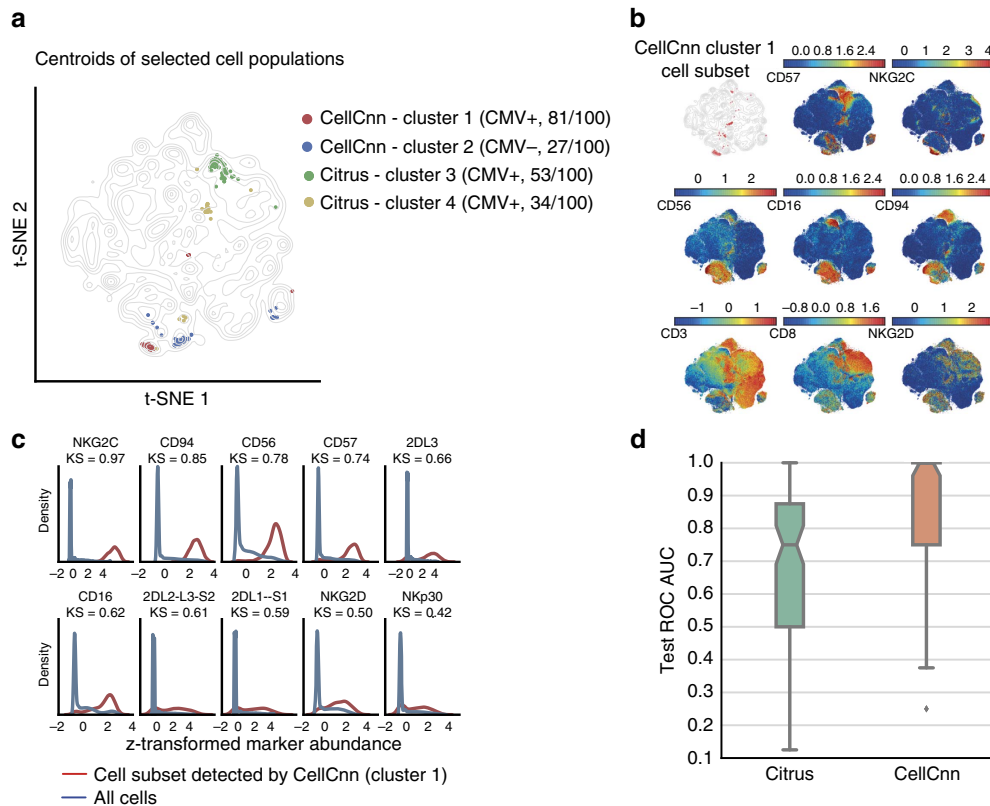 a
Centroids of selected cell populations
t-SNE 2
t-SNE 1
CellCnn - cluster 1 (CMV+, 81/100)
CellCnn - cluster 2 (CMV–, 27/100)
Citrus - cluster 3 (CMV+, 53/100)
Citrus - cluster 4 (CMV+, 34/100)
b
CellCnn cluster 1
cell subset
0.0 0.8 1.6 2.4
CD57
0 1 2 3 4
NKG2C
0 1 2
CD56
0.0 0.8 1.6 2.4
CD16
0.0 0.8 1.6 2.4
CD94
−1 0 1
CD3
−0.8 0.0 0.8 1.6
CD8
0 1 2
NKG2D
c
NKG2C CD94 CD56 CD57 2DL3
KS = 0.97 KS = 0.85 KS = 0.78 KS = 0.74 KS = 0.66
Density
−2 0 2 4 0 2 4 0 2 4 −2 0 2 4 −2 0 2 4
CD16 2DL2-L3-S2 2DL1--S1 NKG2D NKp30
KS = 0.62 KS = 0.61 KS = 0.59 KS = 0.50 KS = 0.42
Density
−2 0 2 4 0 2 4 0 2 4 −2 0 2 4 −2 0 2 4
z-transformed marker abundance
Cell subset detected by CellCnn (cluster 1)
All cells
d
Test ROC AUC
1.0
0.9
0.8
0.7
0.6
0.5
0.4
0.3
0.2
0.1
Citrus CellCnn